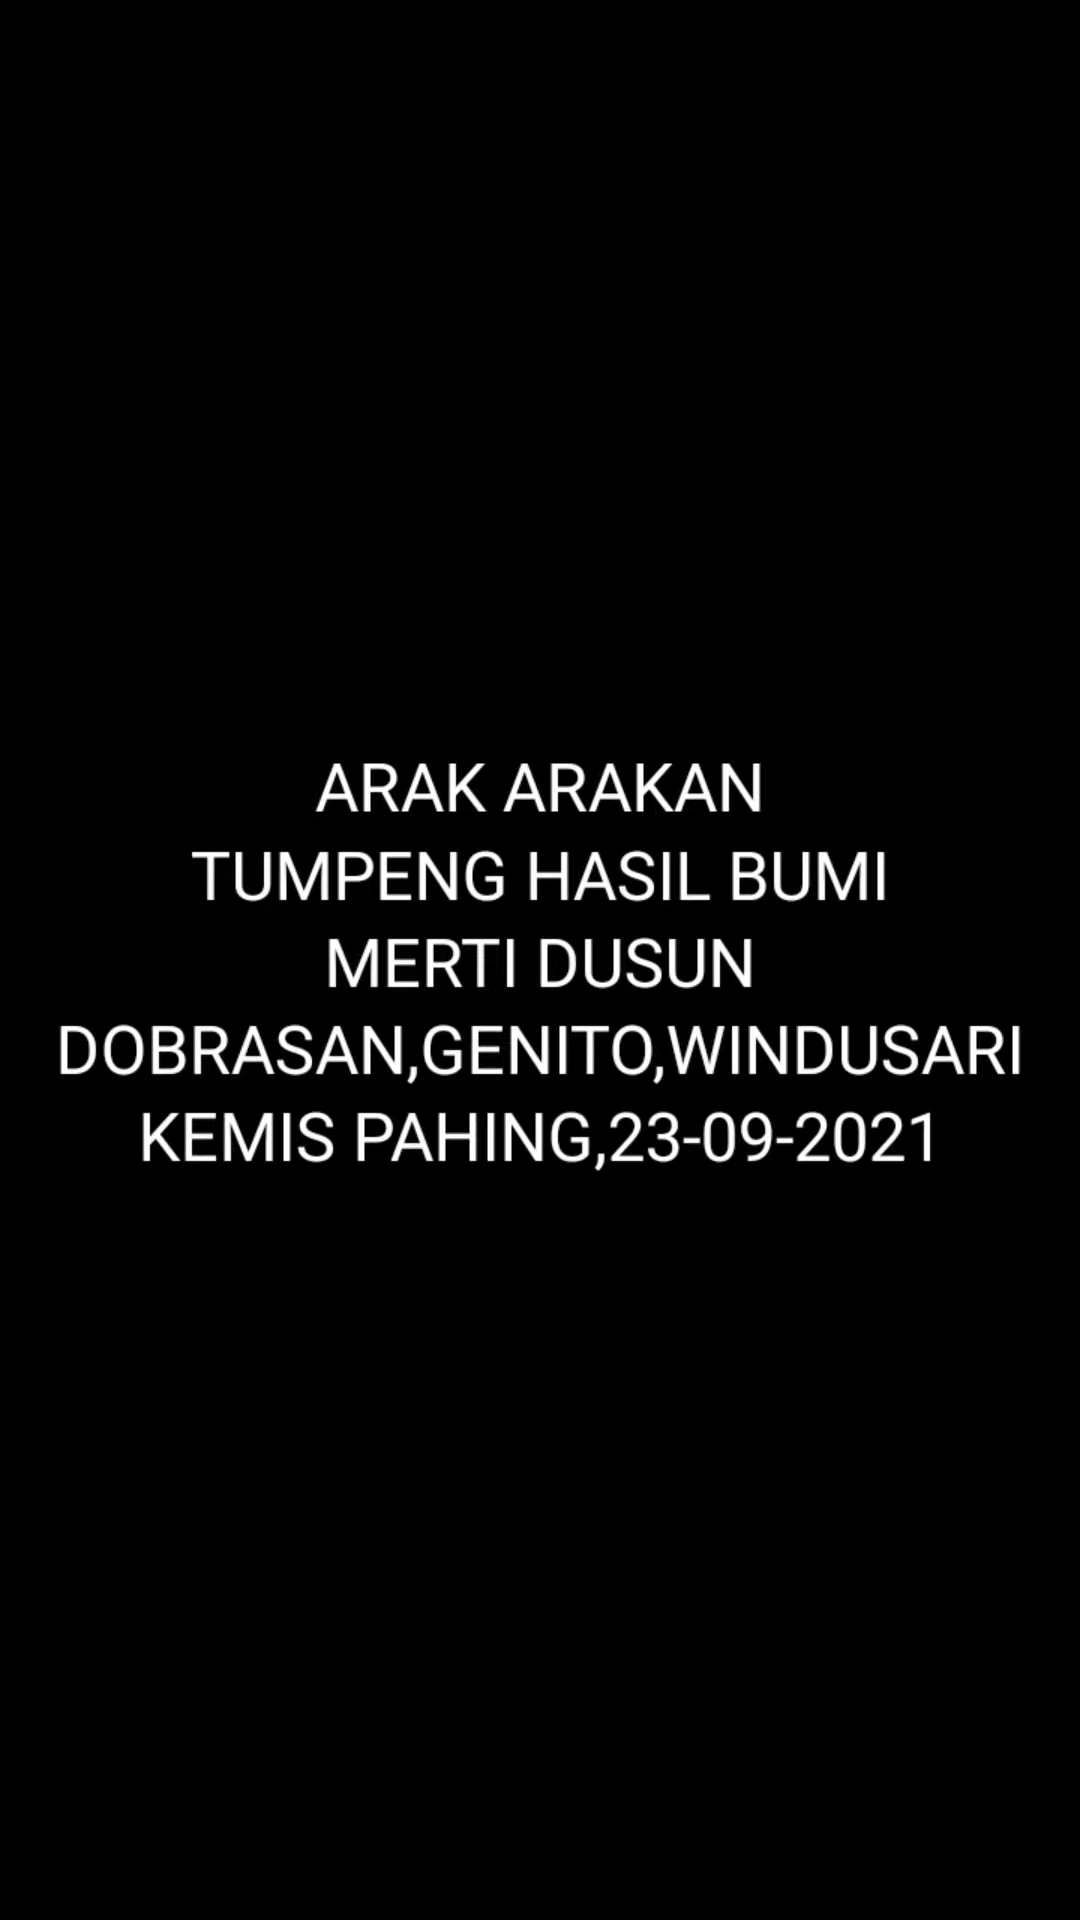 ARAK ARAKAN
TUMPENG HASIL BUMI
MERTI DUSUN
DOBRASAN,GENITO,WINDUSARI
KEMIS PAHING,23-09-2021